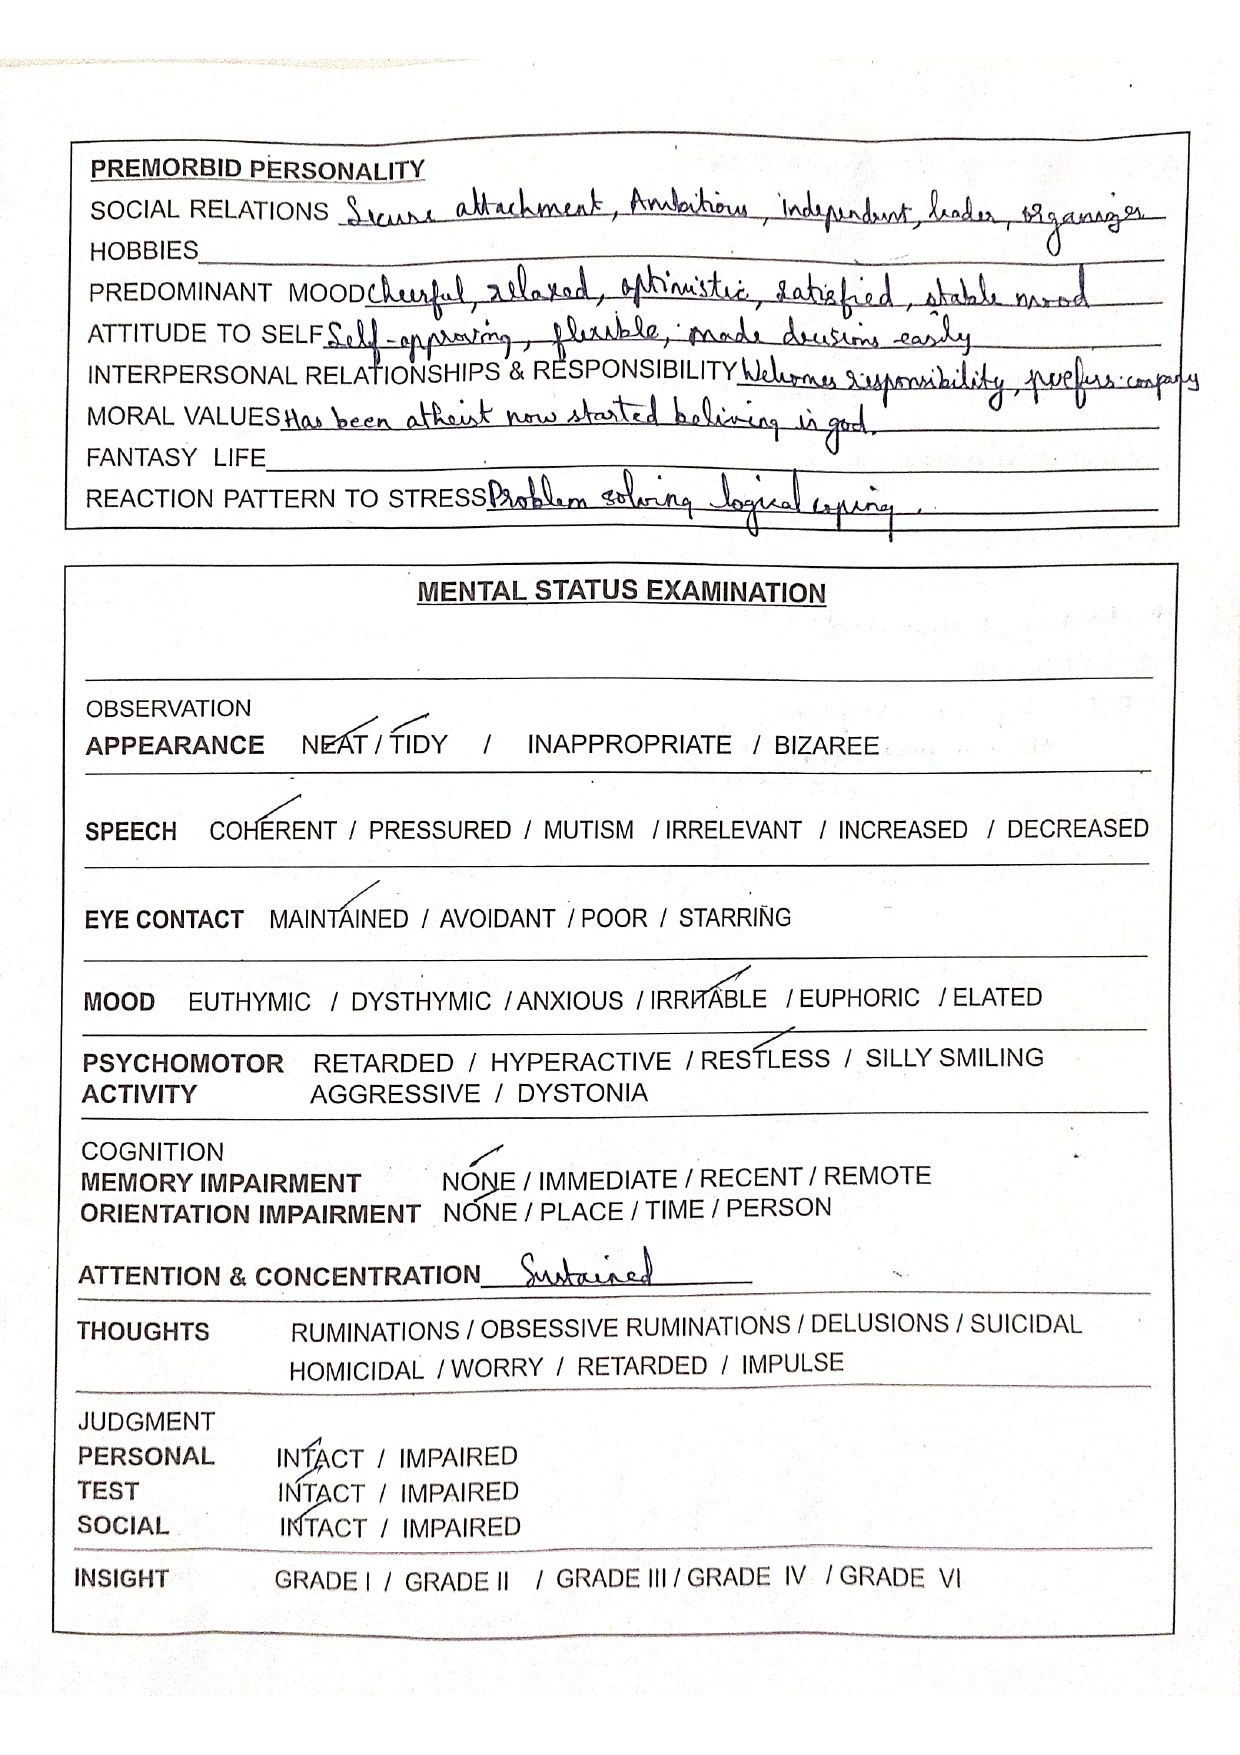 PREMORBID PERSONALITY
SOCIAL RELATIONS Secure attachment, Ambitious, independent, leader, organizer
HOBBIES
PREDOMINANT MOOD Cheerful, relaxed, optimistic, satisfied, stable mood
ATTITUDE TO SELF Self-approving, flexible, made decisions easily
INTERPERSONAL RELATIONSHIPS & RESPONSIBILITY Welcomes responsibility, prefers company
MORAL VALUES Has been atheist now started beliving in god.
FANTASY LIFE
REACTION PATTERN TO STRESS Problem solving logical coping.
MENTAL STATUS EXAMINATION
OBSERVATION
APPEARANCE NEAT / TIDY / INAPPROPRIATE / BIZAREE
SPEECH COHERENT / PRESSURED / MUTISM / IRRELEVANT / INCREASED / DECREASED
EYE CONTACT MAINTAINED / AVOIDANT / POOR / STARRING
MOOD EUTHYMIC / DYSTHYMIC / ANXIOUS / IRRITABLE / EUPHORIC / ELATED
PSYCHOMOTOR RETARDED / HYPERACTIVE / RESTLESS / SILLY SMILING
ACTIVITY AGGRESSIVE / DYSTONIA
COGNITION
MEMORY IMPAIRMENT NONE / IMMEDIATE / RECENT / REMOTE
ORIENTATION IMPAIRMENT NONE / PLACE / TIME / PERSON
ATTENTION & CONCENTRATION Sustained
THOUGHTS RUMINATIONS / OBSESSIVE RUMINATIONS / DELUSIONS / SUICIDAL
HOMICIDAL / WORRY / RETARDED / IMPULSE
JUDGMENT
PERSONAL INTACT / IMPAIRED
TEST INTACT / IMPAIRED
SOCIAL INTACT / IMPAIRED
INSIGHT GRADE I / GRADE II / GRADE III / GRADE IV / GRADE VI